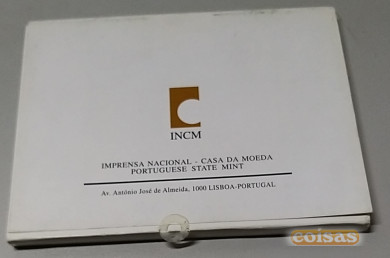 INCM
IMPRENSA NACIONAL - CASA DA MOEDA
PORTUGUESE STATE MINT
Av. António José de Almeida, 1000 LISBOA-PORTUGAL
coisas